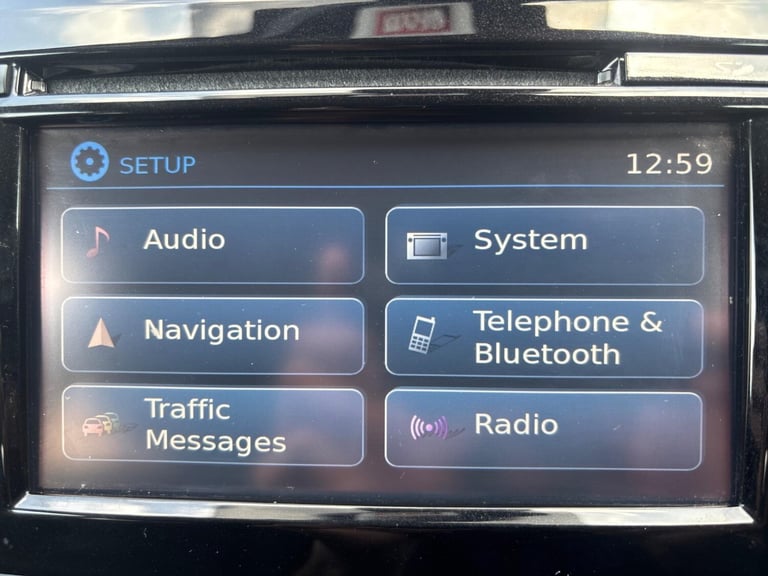 SETUP 12:59
Audio
System
Navigation
Telephone &
Bluetooth
Traffic
Messages
Radio